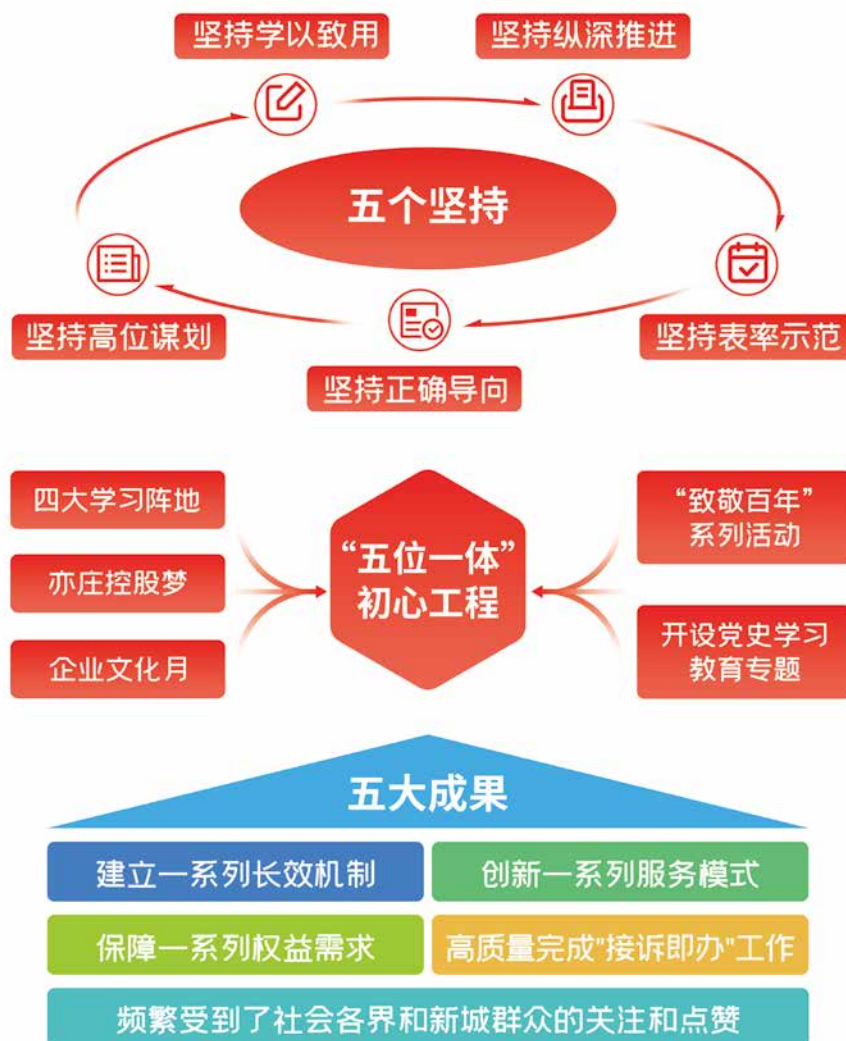 坚持学以致用
坚持纵深推进
五个坚持
坚持高位谋划
坚持表率示范
坚持正确导向
四大学习阵地
亦庄控股梦
企业文化月
“五位一体”
初心工程
“致敬百年”
系列活动
开设党史学习
教育专题
五大成果
建立一系列长效机制
创新一系列服务模式
保障一系列权益需求
高质量完成"接诉即办"工作
频繁受到了社会各界和新城群众的关注和点赞